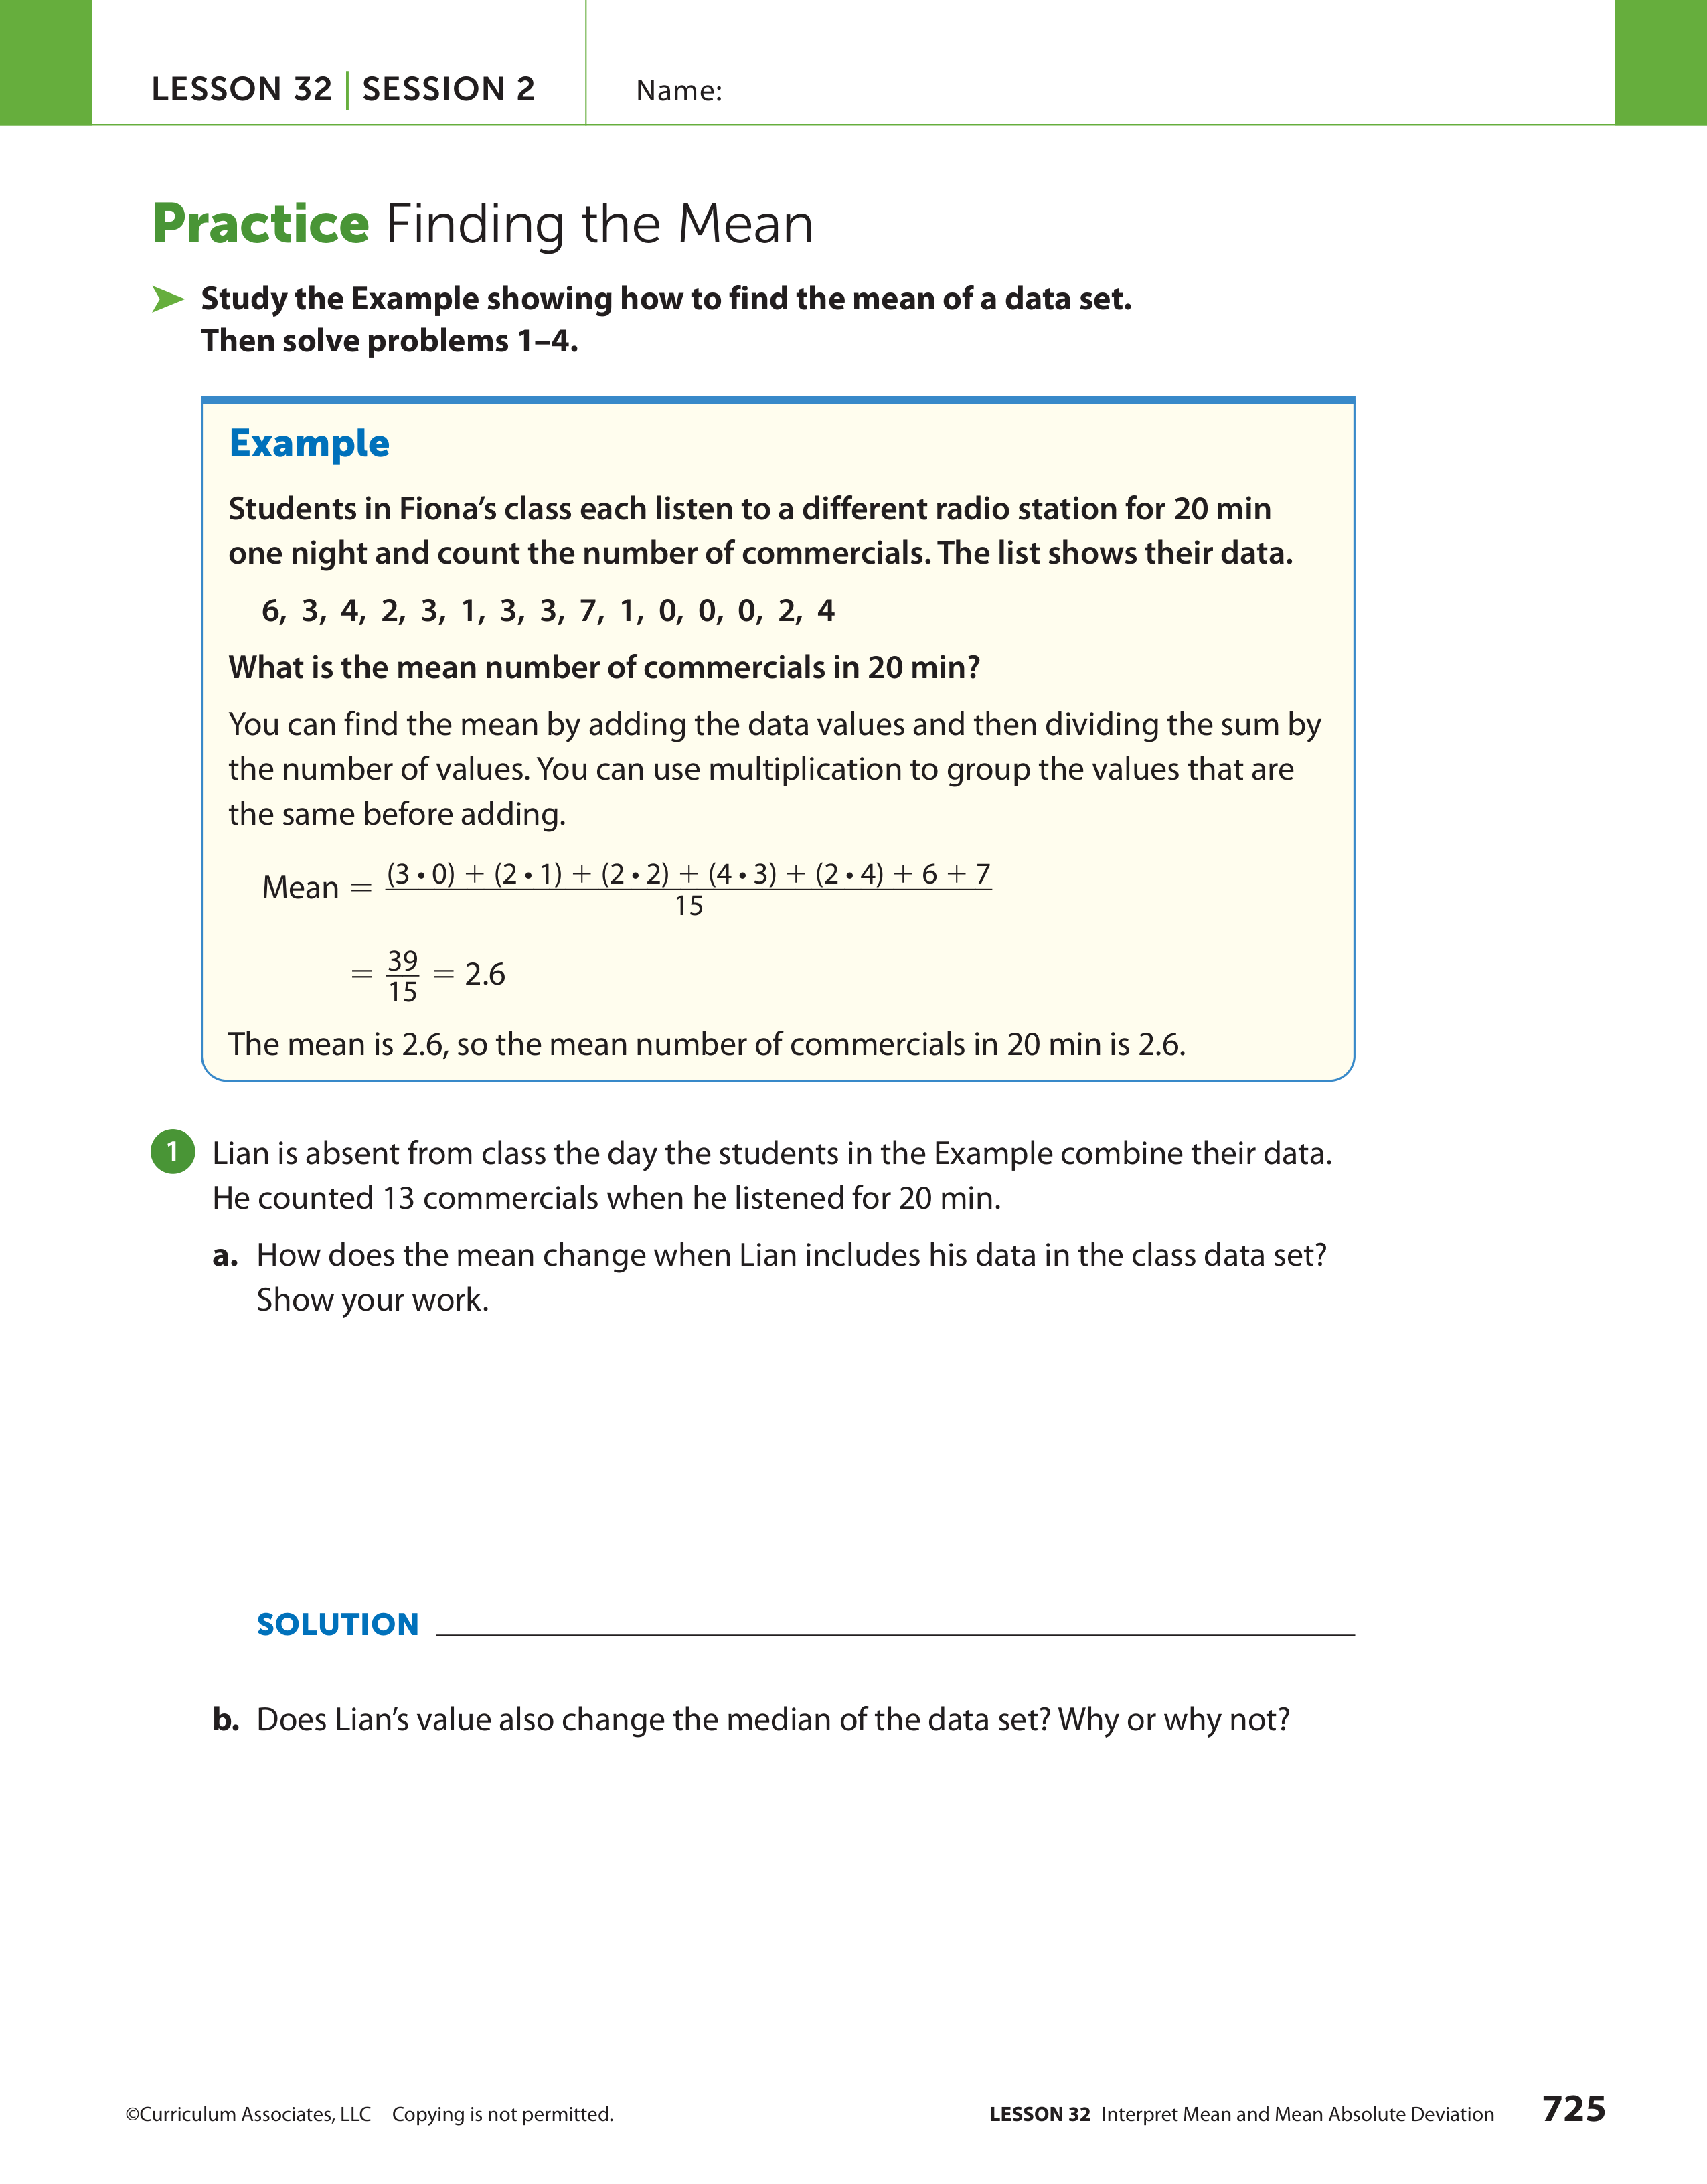 LESSON 32 | SESSION 2
Name:
Practice Finding the Mean
Study the Example showing how to find the mean of a data set.
Then solve problems 1–4.
Example
Students in Fiona’s class each listen to a different radio station for 20 min
one night and count the number of commercials. The list shows their data.
6, 3, 4, 2, 3, 1, 3, 3, 7, 1, 0, 0, 0, 2, 4
What is the mean number of commercials in 20 min?
You can find the mean by adding the data values and then dividing the sum by
the number of values. You can use multiplication to group the values that are
the same before adding.
Mean = (3 • 0) + (2 • 1) + (2 • 2) + (4 • 3) + (2 • 4) + 6 + 7
15
= 39/15 = 2.6
The mean is 2.6, so the mean number of commercials in 20 min is 2.6.
1 Lian is absent from class the day the students in the Example combine their data.
He counted 13 commercials when he listened for 20 min.
a. How does the mean change when Lian includes his data in the class data set?
Show your work.
SOLUTION
b. Does Lian’s value also change the median of the data set? Why or why not?
©Curriculum Associates, LLC Copying is not permitted.
LESSON 32 Interpret Mean and Mean Absolute Deviation 725